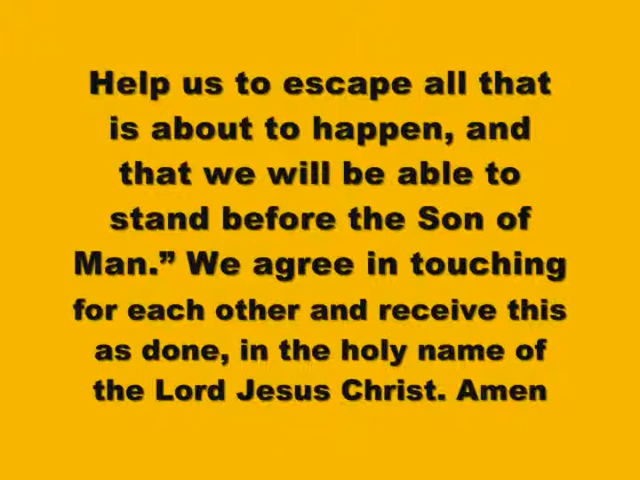 Help us to escape all that
is about to happen, and
that we will be able to
stand before the Son of
Man.” We agree in touching
for each other and receive this
as done, in the holy name of
the Lord Jesus Christ. Amen